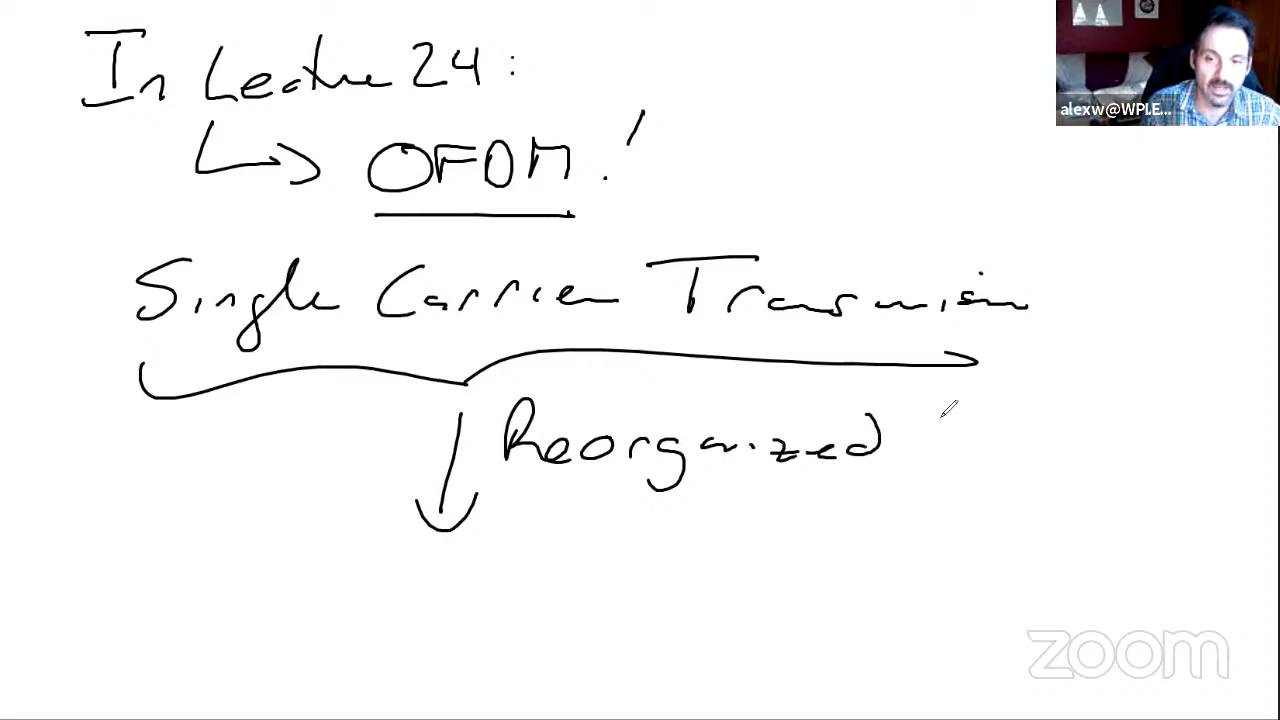 In Lecture 24:
alexw@WPI.E...
↳ OFDM!
Single Carrier Transmission
Reorganized
zoom